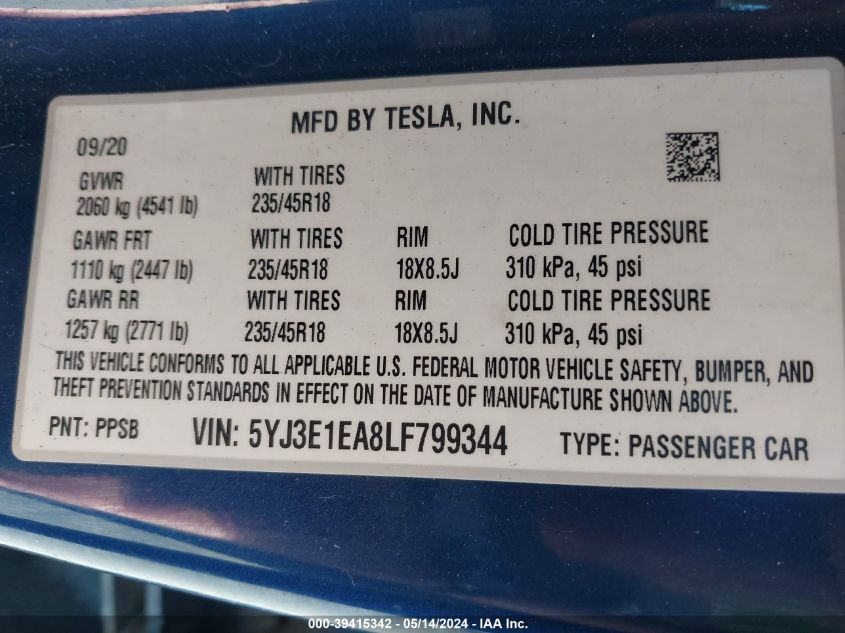 MFD BY TESLA, INC.
09/20
GVWR WITH TIRES
2060 kg (4541 lb) 235/45R18
GAWR FRT WITH TIRES RIM COLD TIRE PRESSURE
1110 kg (2447 lb) 235/45R18 18X8.5J 310 kPa, 45 psi
GAWR RR WITH TIRES RIM COLD TIRE PRESSURE
1257 kg (2771 lb) 235/45R18 18X8.5J 310 kPa, 45 psi
THIS VEHICLE CONFORMS TO ALL APPLICABLE U.S. FEDERAL MOTOR VEHICLE SAFETY, BUMPER, AND
THEFT PREVENTION STANDARDS IN EFFECT ON THE DATE OF MANUFACTURE SHOWN ABOVE.
PNT: PPSB VIN: 5YJ3E1EA8LF799344 TYPE: PASSENGER CAR
000-39415342 - 05/14/2024 - IAA Inc.